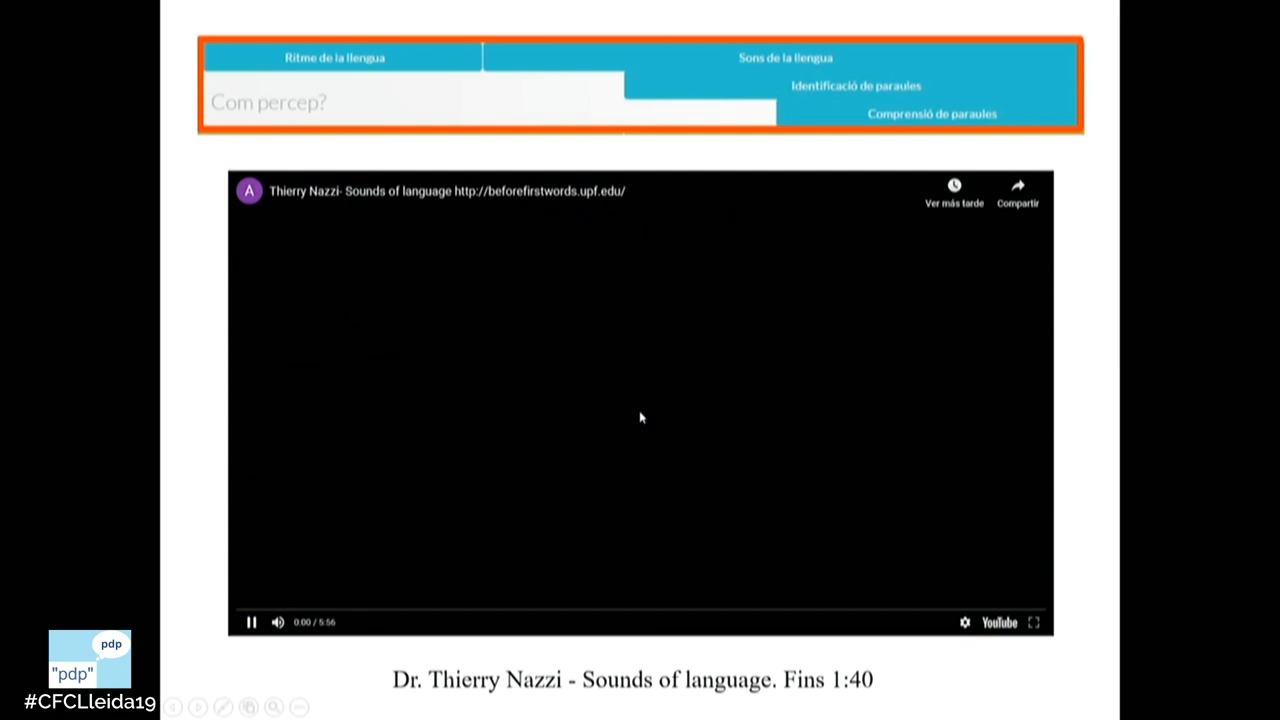 Ritme de la llengua
Sons de la llengua
Identificació de paraules
Com percep?
Comprensió de paraules
A
Thierry Nazzi- Sounds of language http://beforefirstwords.upf.edu/
Ver más tarde
Compartir
0:00 / 5:56
YouTube
Dr. Thierry Nazzi - Sounds of language. Fins 1:40
pdp
"pdp"
#CFCLleida19